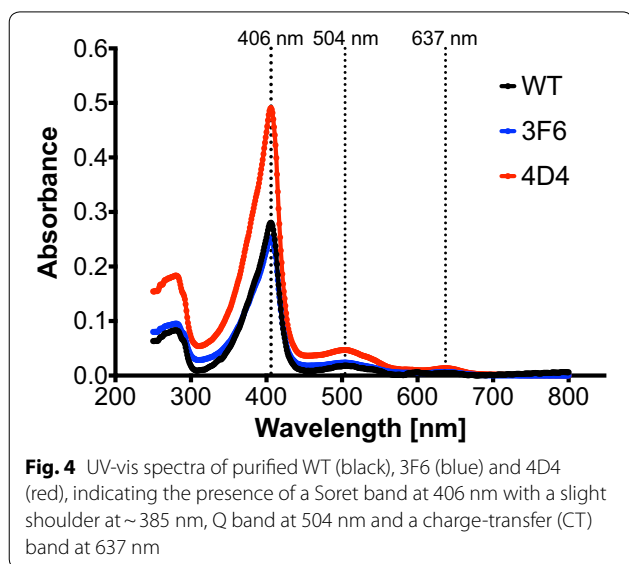 406 nm 504 nm 637 nm
0.6
0.5
0.4
0.3
0.2
0.1
0.0
Absorbance
WT
3F6
4D4
200 300 400 500 600 700 800
Wavelength [nm]
Fig. 4 UV-vis spectra of purified WT (black), 3F6 (blue) and 4D4
(red), indicating the presence of a Soret band at 406 nm with a slight
shoulder at ~ 385 nm, Q band at 504 nm and a charge-transfer (CT)
band at 637 nm